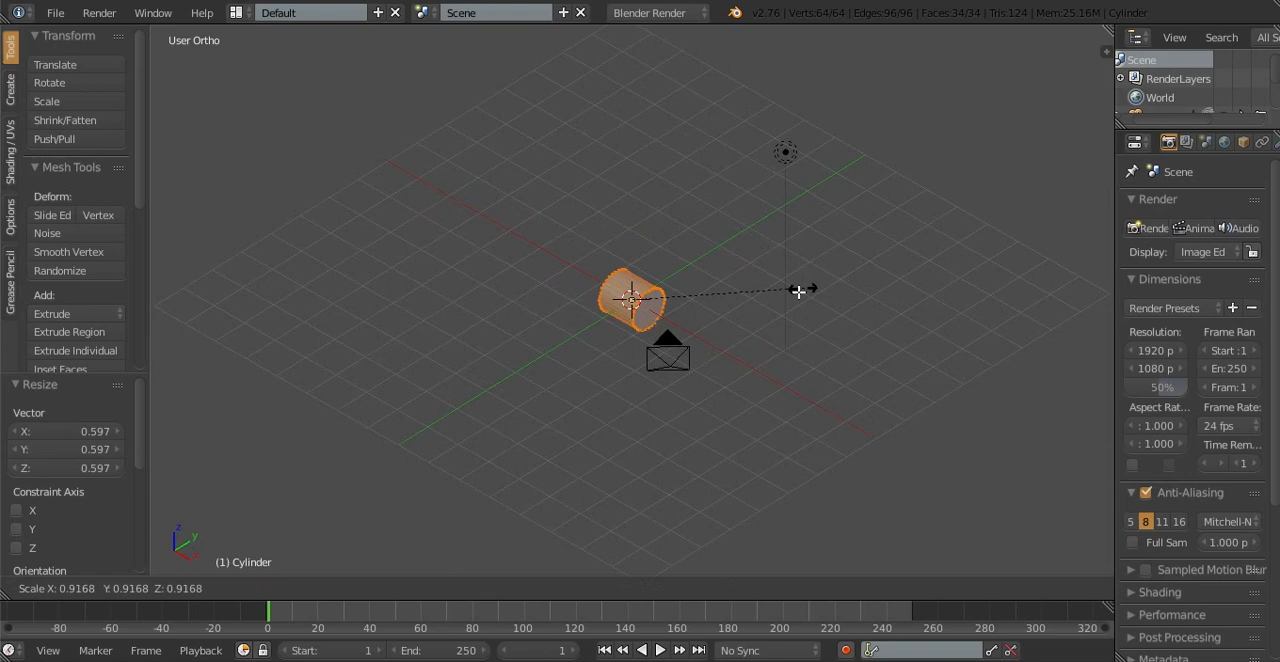 File Render Window Help Default Scene Blender Render v2.76 | Verts:64/64 | Edges:96/96 | Faces:34/34 | Tris:124 | Mem:25.16M | Cylinder
User Ortho
Tools
Create
Shading / UVs
Options
Grease Pencil
Transform
Translate
Rotate
Scale
Shrink/Fatten
Push/Pull
Mesh Tools
Deform:
Slide Ed Vertex
Noise
Smooth Vertex
Randomize
Add:
Extrude
Extrude Region
Extrude Individual
Inset Faces
Resize
Vector
X: 0.597
Y: 0.597
Z: 0.597
Constraint Axis
X
Y
Z
Orientation
z
y
x
(1) Cylinder
Scale X: 0.9168 Y: 0.9168 Z: 0.9168
View Search All S
Scene
RenderLayers
World
Scene
Render
Rende Anima Audio
Display: Image Ed
Dimensions
Render Presets
Resolution: Frame Ran
1920 p Start :1
1080 p En: 250
50% Fram: 1
Aspect Rat... Frame Rate:
: 1.000 24 fps
: 1.000 Time Rem...
1
Anti-Aliasing
5 8 11 16 Mitchell-N
Full Sam 1.000 p
Sampled Motion Blur
Shading
Performance
Post Processing
Metadata
-80 -60 -40 -20 0 20 40 60 80 100 120 140 160 180 200 220 240 260 280 300 320
View Marker Frame Playback Start: 1 End: 250 1 No Sync